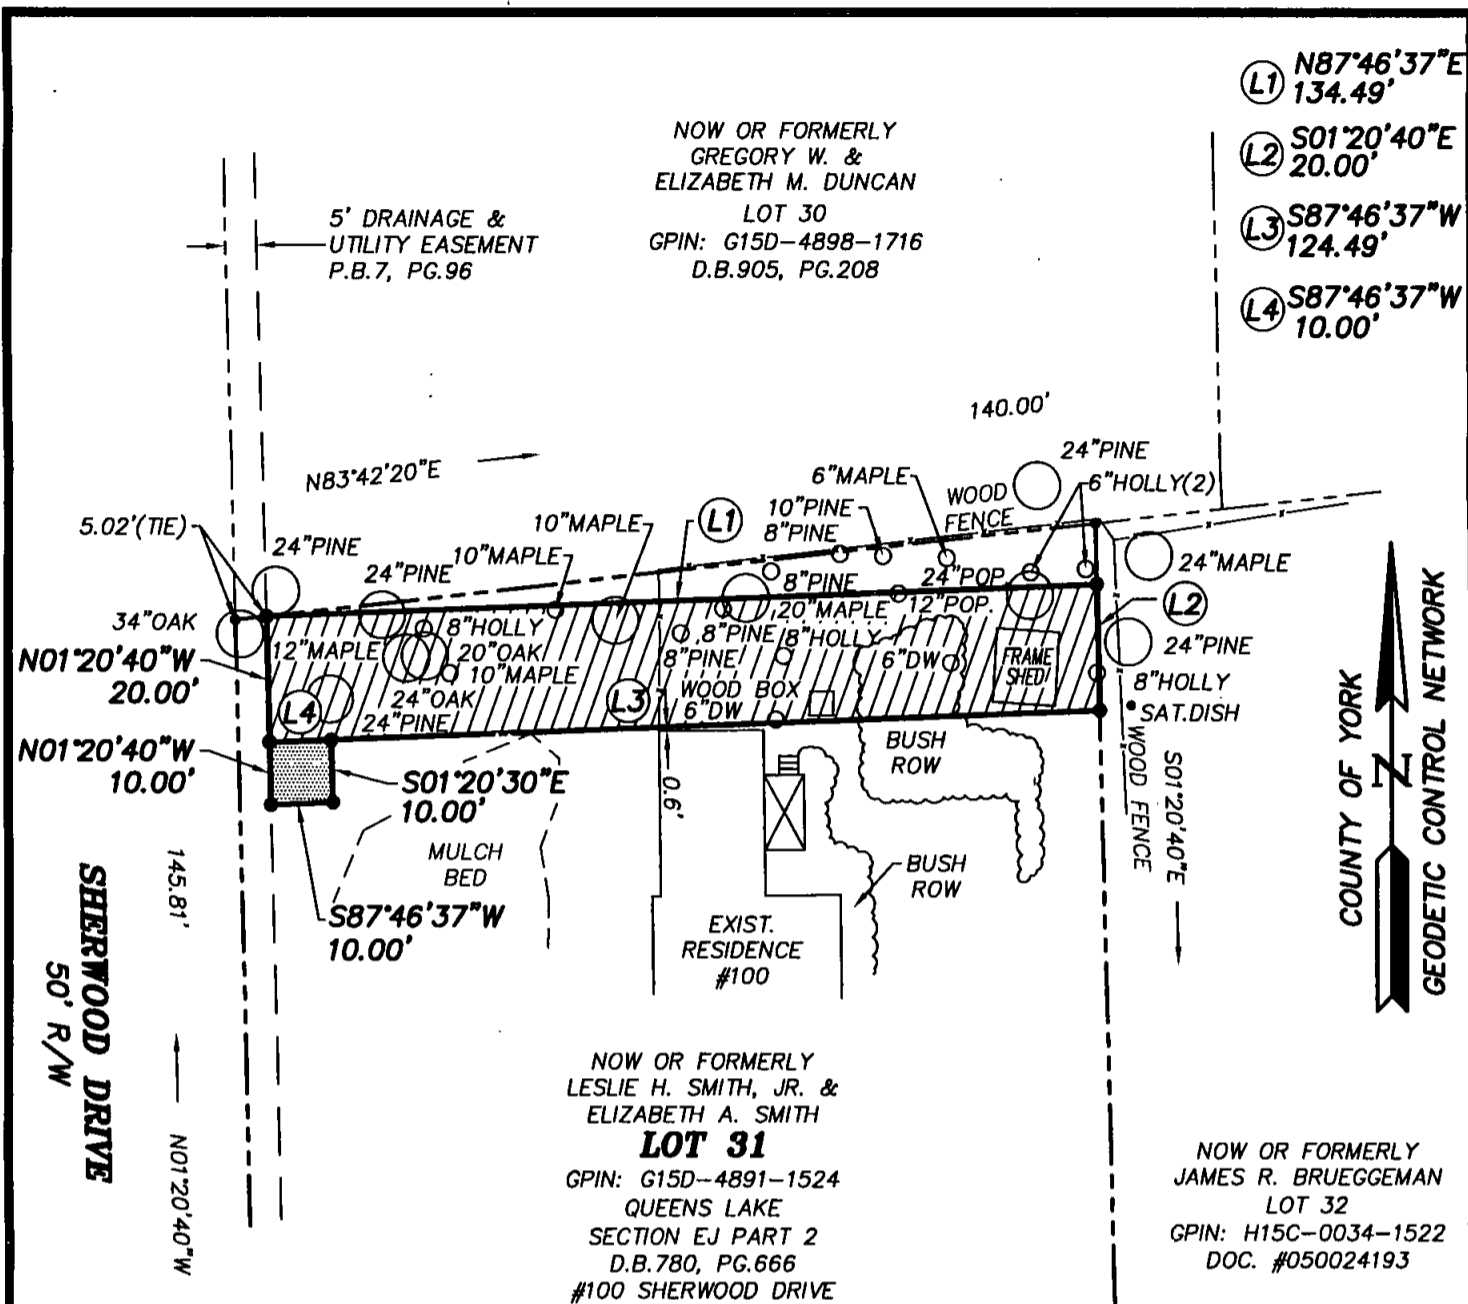 L1 N87°46'37"E
134.49'
L2 S01°20'40"E
20.00'
L3 S87°46'37"W
124.49'
L4 S87°46'37"W
10.00'
NOW OR FORMERLY
GREGORY W. &
ELIZABETH M. DUNCAN
LOT 30
GPIN: G15D-4898-1716
D.B.905, PG.208
5' DRAINAGE &
UTILITY EASEMENT
P.B.7, PG.96
140.00'
N83°42'20"E
24"PINE
6"HOLLY(2)
6"MAPLE
WOOD
FENCE
10"PINE
8"PINE
10"MAPLE
L1
10"MAPLE
5.02'(TIE)
24"PINE
24"PINE
8"PINE
24"POP.
24"MAPLE
34"OAK
20"MAPLE
12"POP.
L2
8"HOLLY
12"MAPLE
20"OAK
8"PINE
8"HOLLY
24"PINE
N01°20'40"W
20.00'
10"MAPLE
8"PINE
6"DW
FRAME
SHED
24"OAK
8"HOLLY
L4
24"PINE
L3
WOOD BOX
6"DW
SAT.DISH
N01°20'40"W
10.00'
S01°20'30"E
10.00'
0.6'
BUSH
ROW
WOOD FENCE
S01°20'40"E
MULCH
BED
BUSH
ROW
S87°46'37"W
10.00'
EXIST.
RESIDENCE
#100
145.81'
N01°20'40"W
SHERWOOD DRIVE
50' R/W
COUNTY OF YORK
N
GEODETIC CONTROL NETWORK
NOW OR FORMERLY
LESLIE H. SMITH, JR. &
ELIZABETH A. SMITH
LOT 31
GPIN: G15D-4891-1524
QUEENS LAKE
SECTION EJ PART 2
D.B.780, PG.666
#100 SHERWOOD DRIVE
NOW OR FORMERLY
JAMES R. BRUEGGEMAN
LOT 32
GPIN: H15C-0034-1522
DOC. #050024193